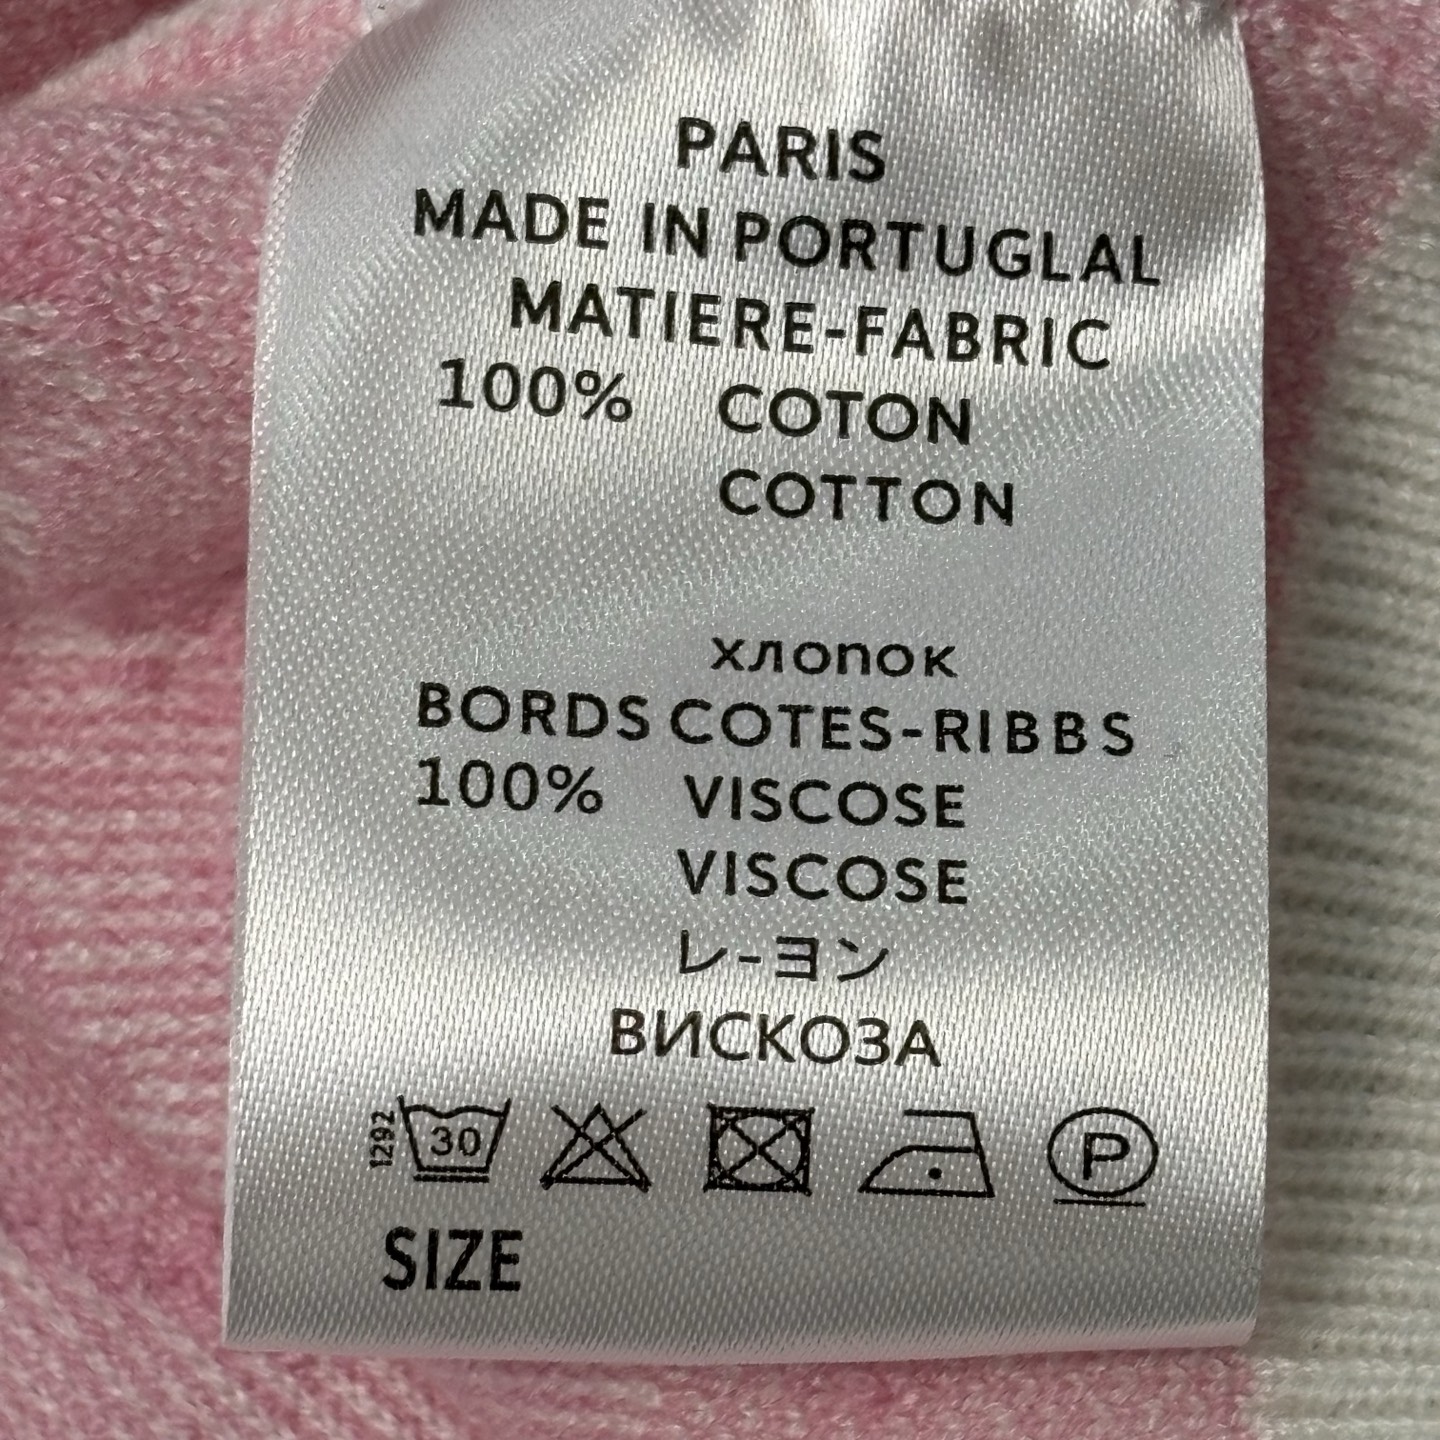 PARIS
MADE IN PORTUGLAL
MATIERE-FABRIC
100% COTON
COTTON
хлопок
BORDS COTES-RIBBS
100% VISCOSE
VISCOSE
レ-ヨン
ВИСКОЗА
1292 30 P
SIZE